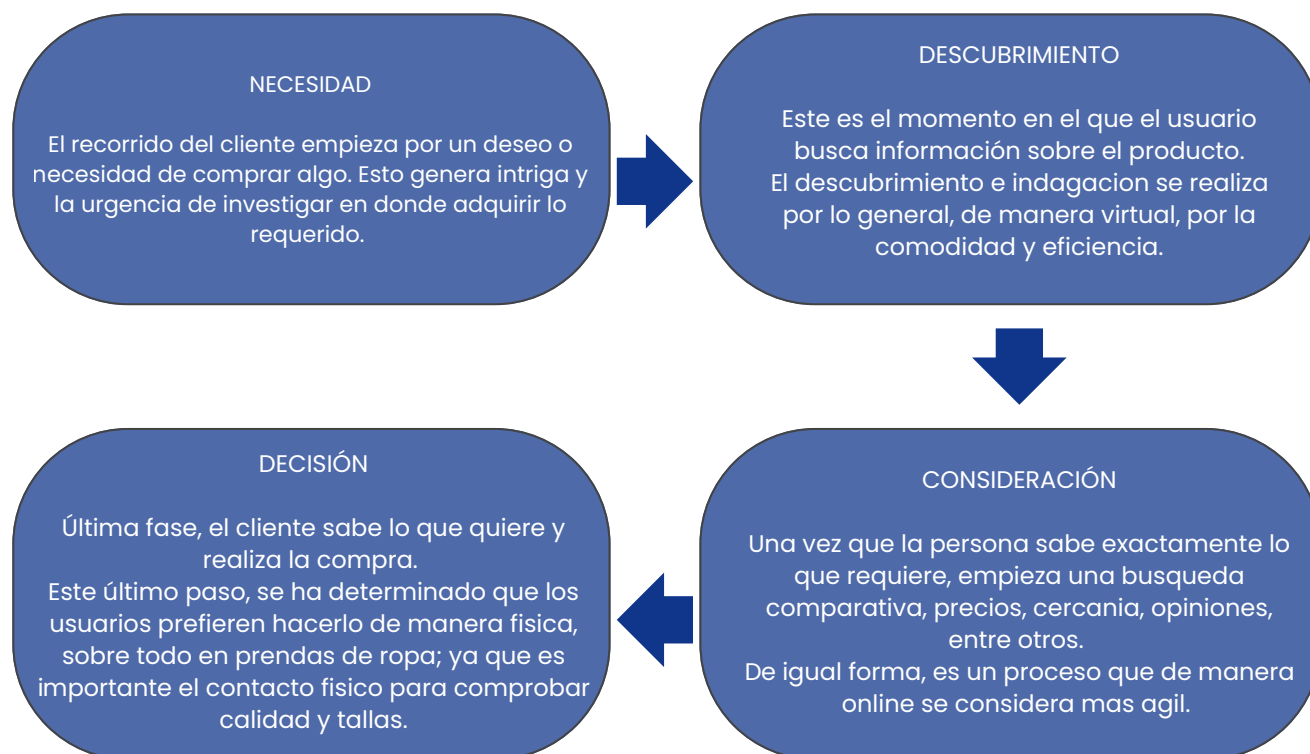 NECESIDAD
El recorrido del cliente empieza por un deseo o
necesidad de comprar algo. Esto genera intriga y
la urgencia de investigar en donde adquirir lo
requerido.
DESCUBRIMIENTO
Este es el momento en el que el usuario
busca información sobre el producto.
El descubrimiento e indagacion se realiza
por lo general, de manera virtual, por la
comodidad y eficiencia.
CONSIDERACIÓN
Una vez que la persona sabe exactamente lo
que requiere, empieza una busqueda
comparativa, precios, cercania, opiniones,
entre otros.
De igual forma, es un proceso que de manera
online se considera mas agil.
DECISIÓN
Última fase, el cliente sabe lo que quiere y
realiza la compra.
Este último paso, se ha determinado que los
usuarios prefieren hacerlo de manera fisica,
sobre todo en prendas de ropa; ya que es
importante el contacto fisico para comprobar
calidad y tallas.